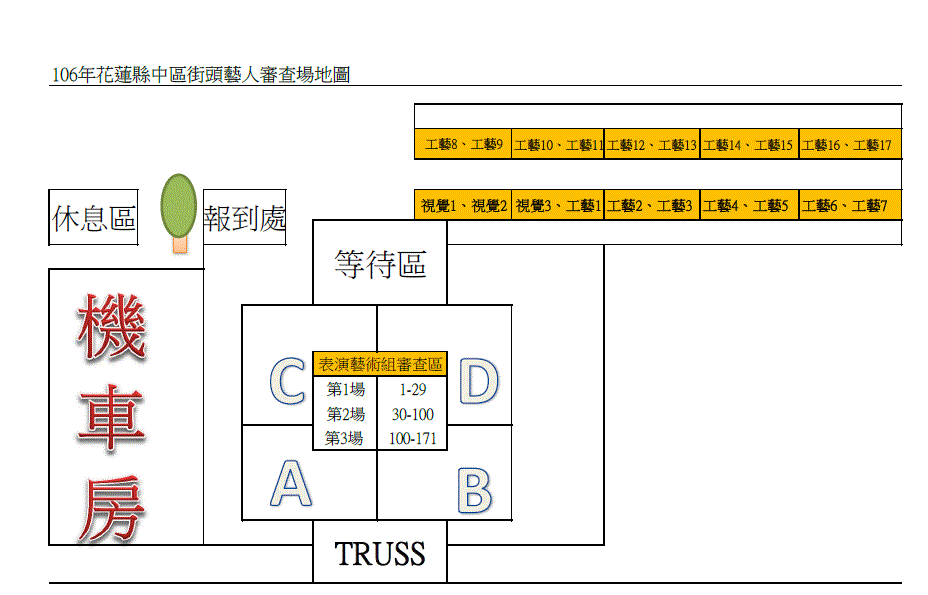 106年花蓮縣中區街頭藝人審查場地圖
工藝8、工藝9 工藝10、工藝11 工藝12、工藝13 工藝14、工藝15 工藝16、工藝17
視覺1、視覺2 視覺3、工藝1 工藝2、工藝3 工藝4、工藝5 工藝6、工藝7
休息區
報到處
等待區
機
車
房
C
D
表演藝術組審查區
第1場 1-29
第2場 30-100
第3場 100-171
A
B
TRUSS